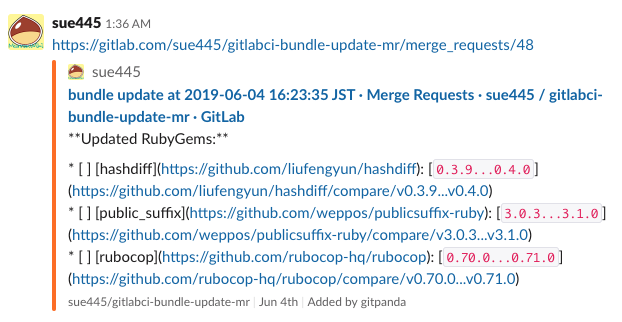 sue445 1:36 AM
https://gitlab.com/sue445/gitlabci-bundle-update-mr/merge_requests/48
sue445
bundle update at 2019-06-04 16:23:35 JST · Merge Requests · sue445 / gitlabci-
bundle-update-mr · GitLab
**Updated RubyGems:**
* [ ] [hashdiff](https://github.com/liufengyun/hashdiff): [0.3.9...0.4.0]
(https://github.com/liufengyun/hashdiff/compare/v0.3.9...v0.4.0)
* [ ] [public_suffix](https://github.com/weppos/publicsuffix-ruby): [3.0.3...3.1.0]
(https://github.com/weppos/publicsuffix-ruby/compare/v3.0.3...v3.1.0)
* [ ] [rubocop](https://github.com/rubocop-hq/rubocop): [0.70.0...0.71.0]
(https://github.com/rubocop-hq/rubocop/compare/v0.70.0...v0.71.0)
sue445/gitlabci-bundle-update-mr | Jun 4th | Added by gitpanda